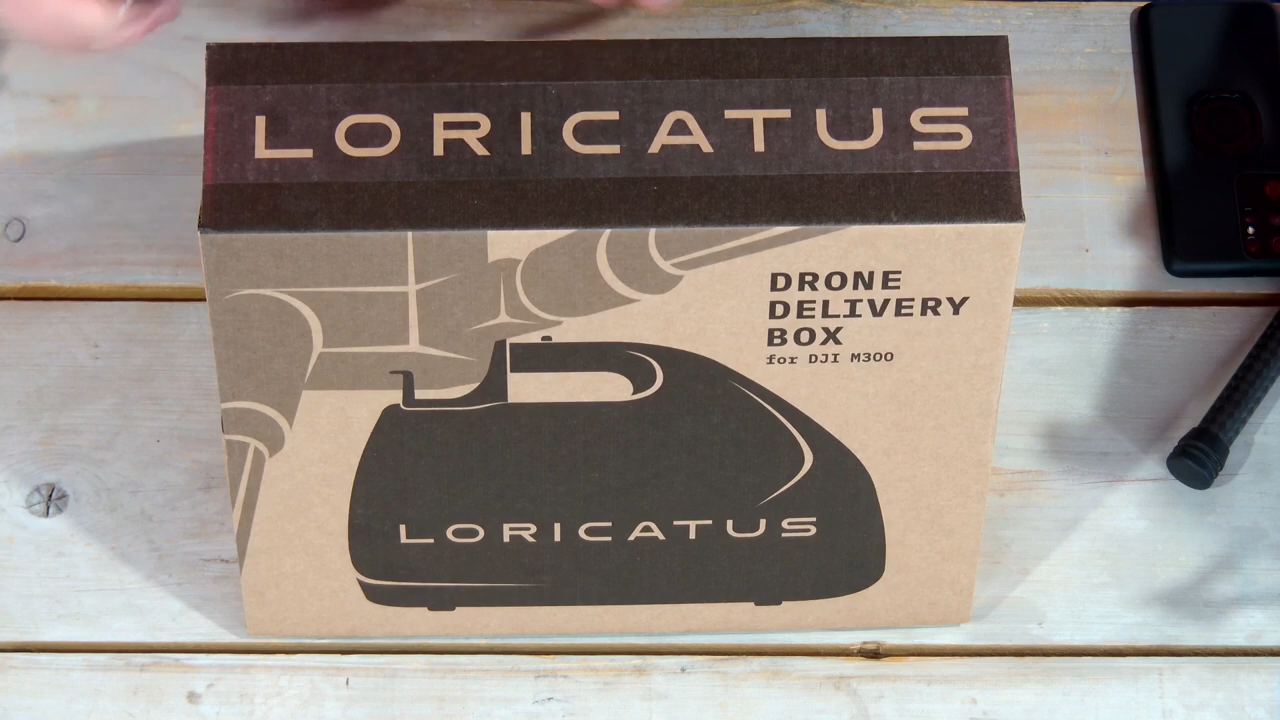 LORICATUS
DRONE
DELIVERY
BOX
for DJI M300
LORICATUS